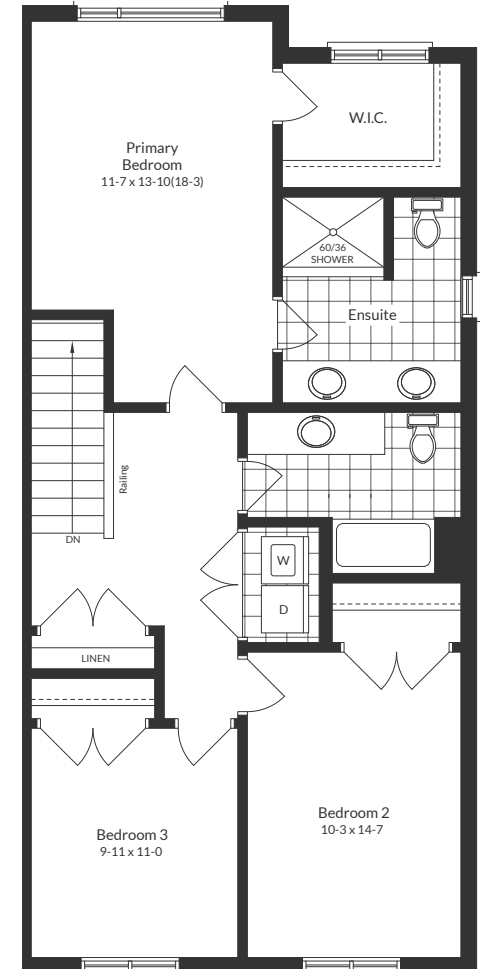 W.I.C.
Primary
Bedroom
11-7 x 13-10(18-3)
60/36
SHOWER
Ensuite
Railing
DN
W
D
LINEN
Bedroom 2
10-3 x 14-7
Bedroom 3
9-11 x 11-0